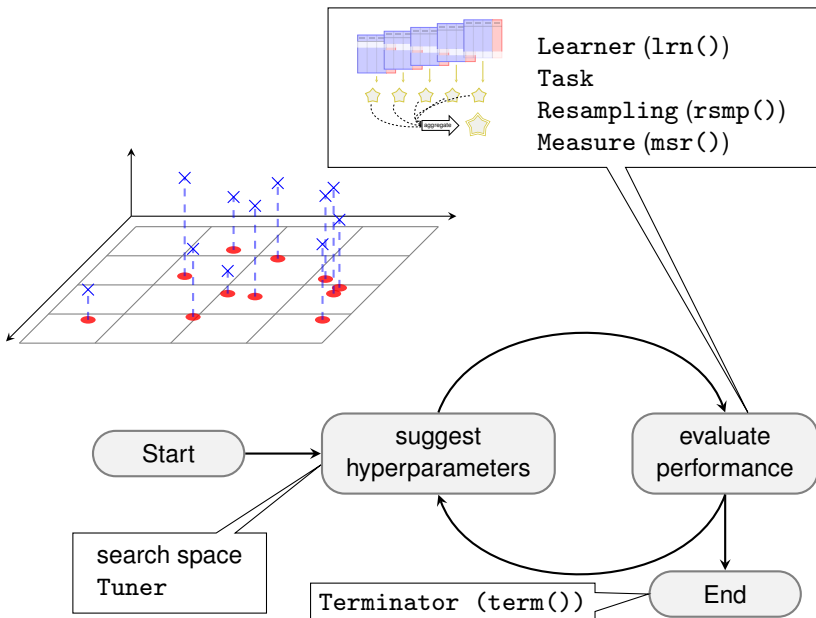 Learner (lrn())
Task
Resampling (rsmp())
Measure (msr())
aggregate
Start
suggest
hyperparameters
evaluate
performance
search space
Tuner
Terminator (term())
End